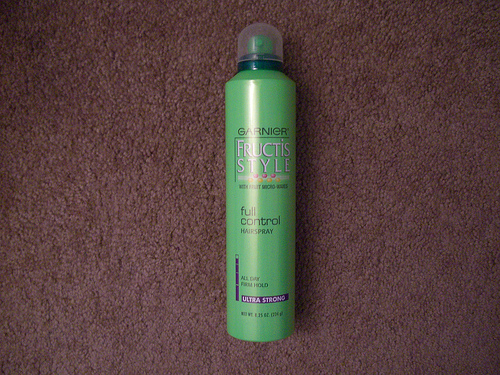 GARNIER
FRUCTIS
STYLE
full
control
HAIRSPRAY
ALL DAY
FIRM HOLD
ULTRA STRONG